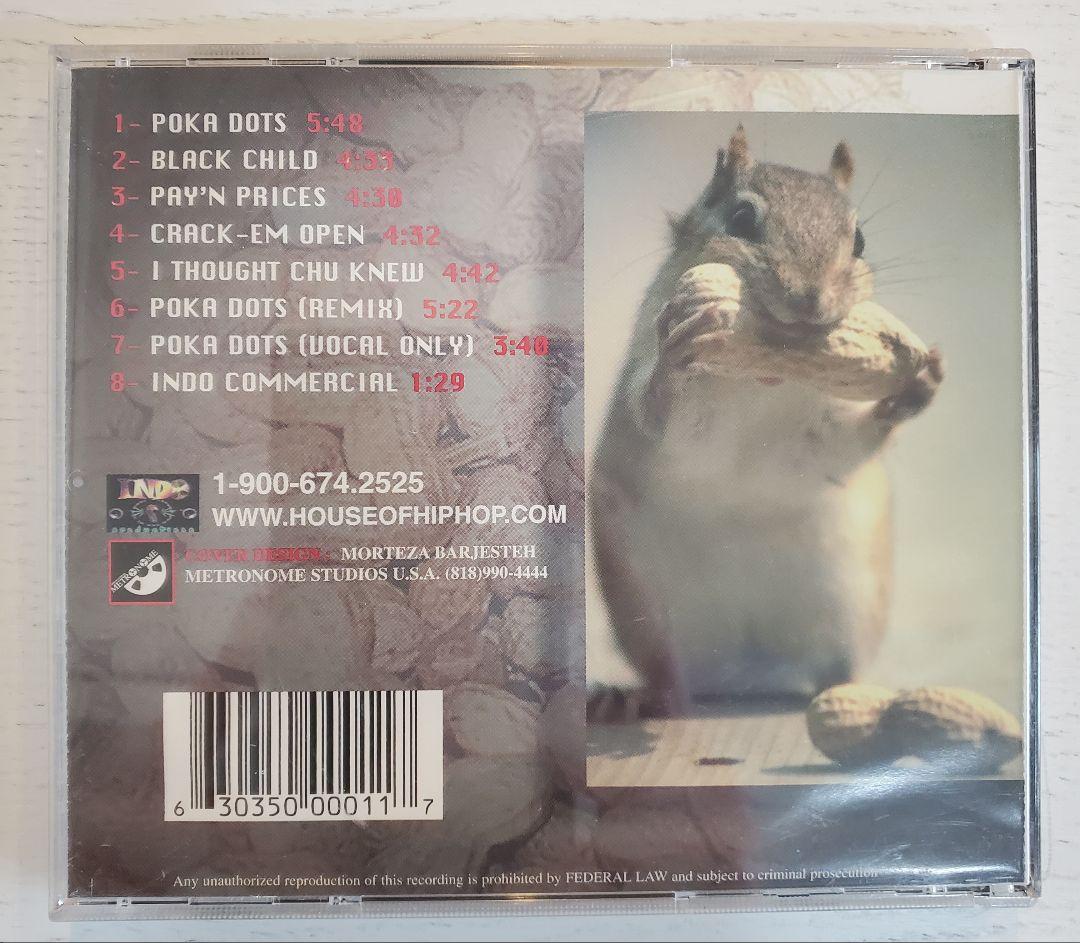 1- POKA DOTS 5:48
2- BLACK CHILD 4:33
3- PAY'N PRICES 4:30
4- CRACK-EM OPEN 4:32
5- I THOUGHT CHU KNEW 4:42
6- POKA DOTS (REMIX) 5:22
7- POKA DOTS (VOCAL ONLY) 3:40
8- INDO COMMERCIAL 1:29
INDO
productions
1-900-674.2525
WWW.HOUSEOFHIPHOP.COM
METRONOME
COVER DESIGN: MORTEZA BARJESTEH
METRONOME STUDIOS U.S.A. (818)990-4444
6 30350 00011 7
Any unauthorized reproduction of this recording is prohibited by FEDERAL LAW and subject to criminal prosecution